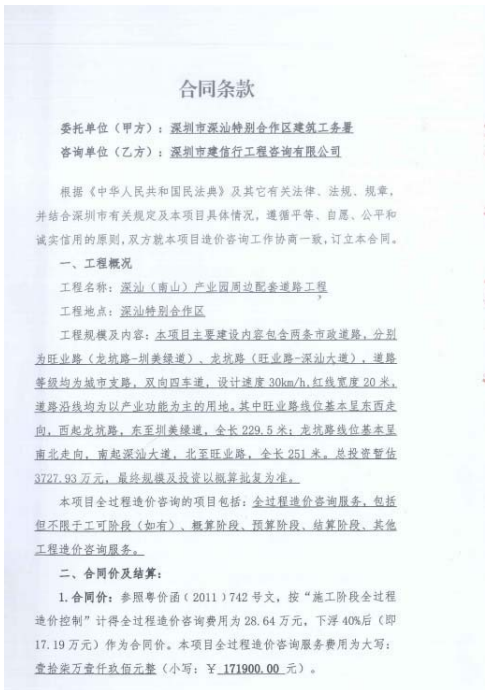 合同条款
委托单位（甲方）：深圳市深汕特别合作区建筑工务署
咨询单位（乙方）：深圳市建信行工程咨询有限公司
根据《中华人民共和国民法典》及其它有关法律、法规、规章，
并结合深圳市有关规定及本项目具体情况，遵循平等、自愿、公平和
诚实信用的原则，双方就本项目造价咨询工作协商一致，订立本合同。
一、工程概况
工程名称：深汕（南山）产业园周边配套道路工程
工程地点：深汕特别合作区
工程规模及内容：本项目主要建设内容包含两条市政道路，分别
为旺业路（龙坑路-圳美绿道）、龙坑路（旺业路-深汕大道），道路
等级均为城市支路，双向四车道，设计速度30km/h,红线宽度20米，
道路沿线均为以产业功能为主的用地。其中旺业路线位基本呈东西走
向，西起龙坑路，东至圳美绿道，全长229.5米；龙坑路线位基本呈
南北走向，南起深汕大道，北至旺业路，全长251米。总投资暂估
3727.93万元，最终规模及投资以概算批复为准。
本项目全过程造价咨询的项目包括：全过程造价咨询服务，包括
但不限于工可阶段（如有）、概算阶段、预算阶段、结算阶段、其他
工程造价咨询服务。
二、合同价及结算：
1.合同价：参照粤价函（2011）742号文，按“施工阶段全过程
造价控制”计得全过程造价咨询费用为28.64万元，下浮40%后（即
17.19万元）作为合同价。本项目全过程造价咨询服务费用为大写：
壹拾柒万壹仟玖佰元整（小写：￥171900.00元）。